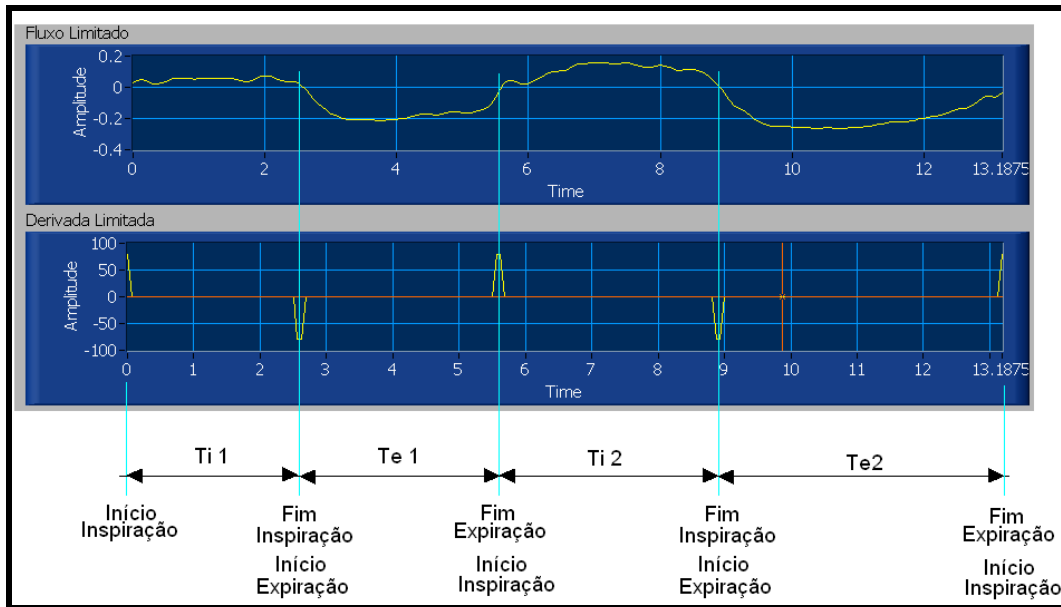 Fluxo Limitado
Amplitude
0.2
0
-0.2
-0.4
0 2 4 6 8 10 12 13.1875
Time
Derivada Limitada
Amplitude
100
50
0
-50
-100
0 1 2 3 4 5 6 7 8 9 10 11 12 13.1875
Time
Ti 1 Te 1 Ti 2 Te2
Início
Inspiração
Fim
Inspiração
Início
Expiração
Fim
Expiração
Início
Inspiração
Fim
Inspiração
Início
Expiração
Fim
Expiração
Início
Inspiração